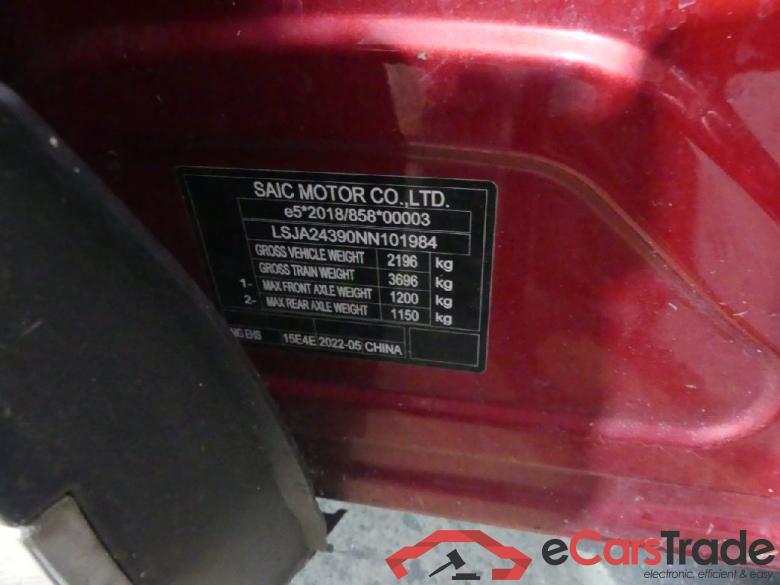 SAIC MOTOR CO.,LTD.
e5*2018/858*00003
LSJA24390NN101984
GROSS VEHICLE WEIGHT 2196 kg
GROSS TRAIN WEIGHT 3696 kg
1- MAX FRONT AXLE WEIGHT 1200 kg
2- MAX REAR AXLE WEIGHT 1150 kg
MG EHS 15E4E 2022-05 CHINA
eCarsTrade
electronic, efficient & easy